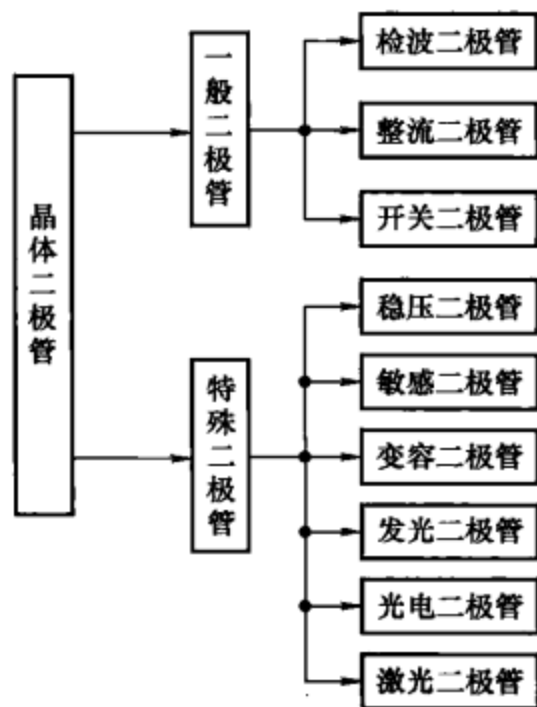 晶体二极管
一般二极管
检波二极管
整流二极管
开关二极管
特殊二极管
稳压二极管
敏感二极管
变容二极管
发光二极管
光电二极管
激光二极管